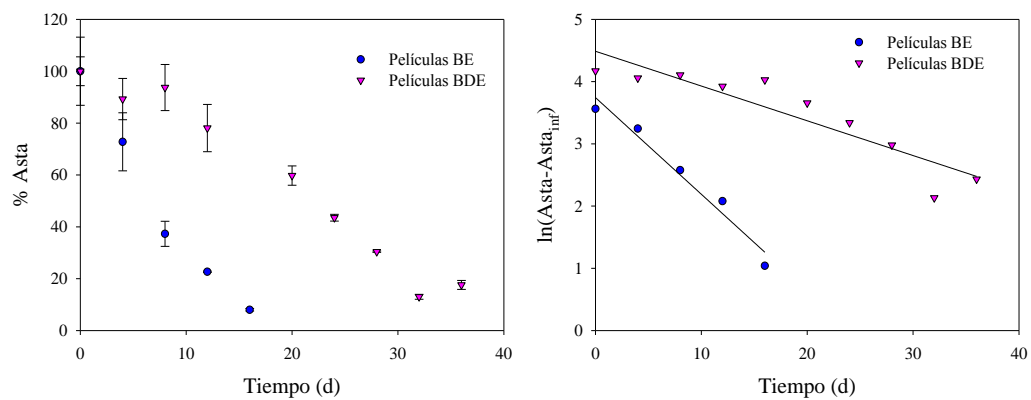 120
100
80
60
40
20
0
0 10 20 30 40
% Asta
Tiempo (d)
Películas BE
Películas BDE
5
4
3
2
1
0
0 10 20 30 40
ln(Asta-Asta_inf)
Tiempo (d)
Películas BE
Películas BDE